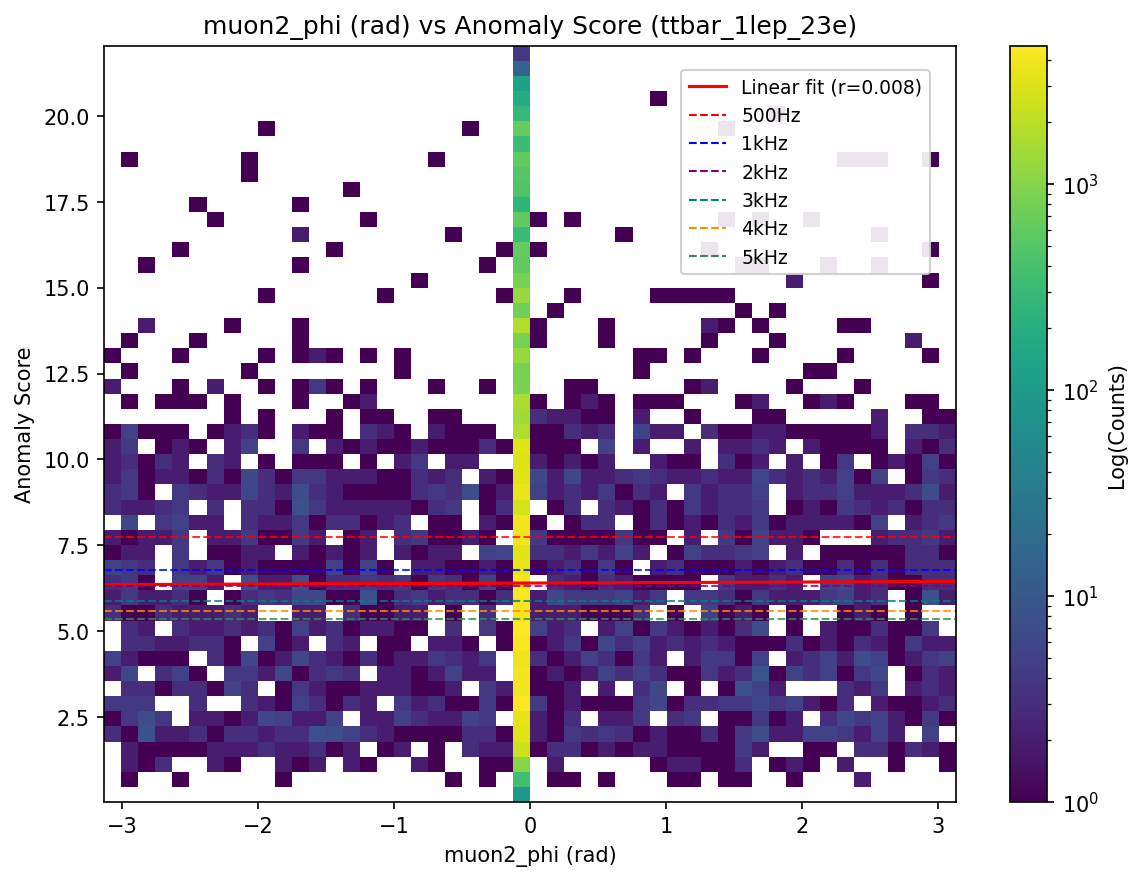 muon2_phi (rad) vs Anomaly Score (ttbar_1lep_23e)
Linear fit (r=0.008)
500Hz
1kHz
2kHz
3kHz
4kHz
5kHz
Anomaly Score
20.0
17.5
15.0
12.5
10.0
7.5
5.0
2.5
−3
−2
−1
0
1
2
3
muon2_phi (rad)
10³
10²
10¹
10⁰
Log(Counts)